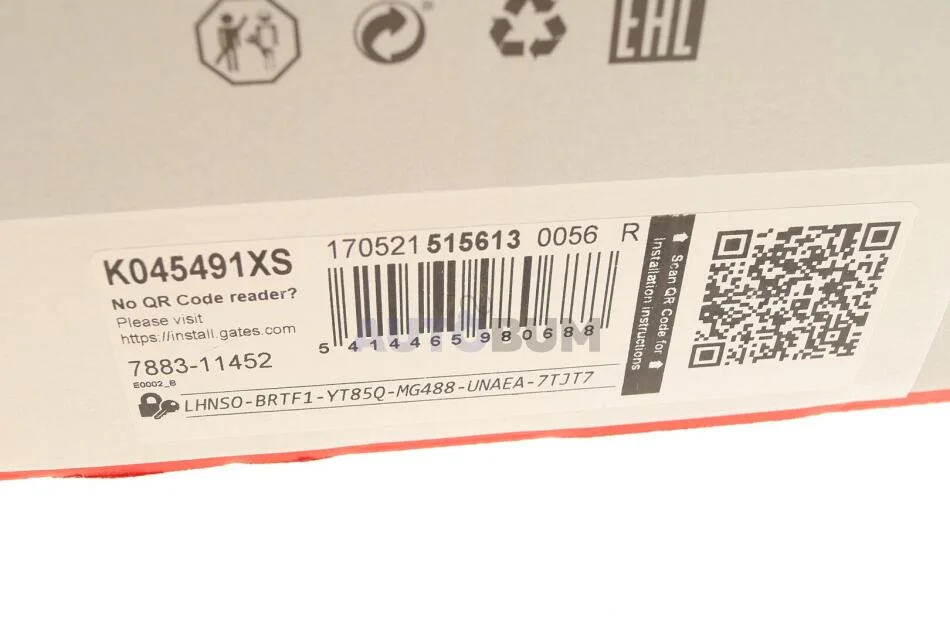 EAC
K045491XS
170521 515613 0056 R
No QR Code reader?
Please visit
https://install.gates.com
7883-11452
E0002_B
5 414465 980688
LHNSO-BRTF1-YT85Q-MG488-UNAEA-7TJT7
Scan QR Code for
installation instructions
AUTOBUM